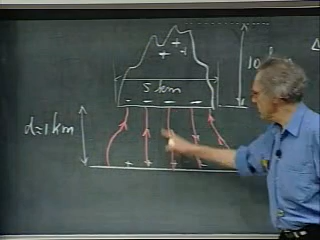 + +
+ -
10
5 km
- - - - -
d≈1km
+ + + + +
Δ